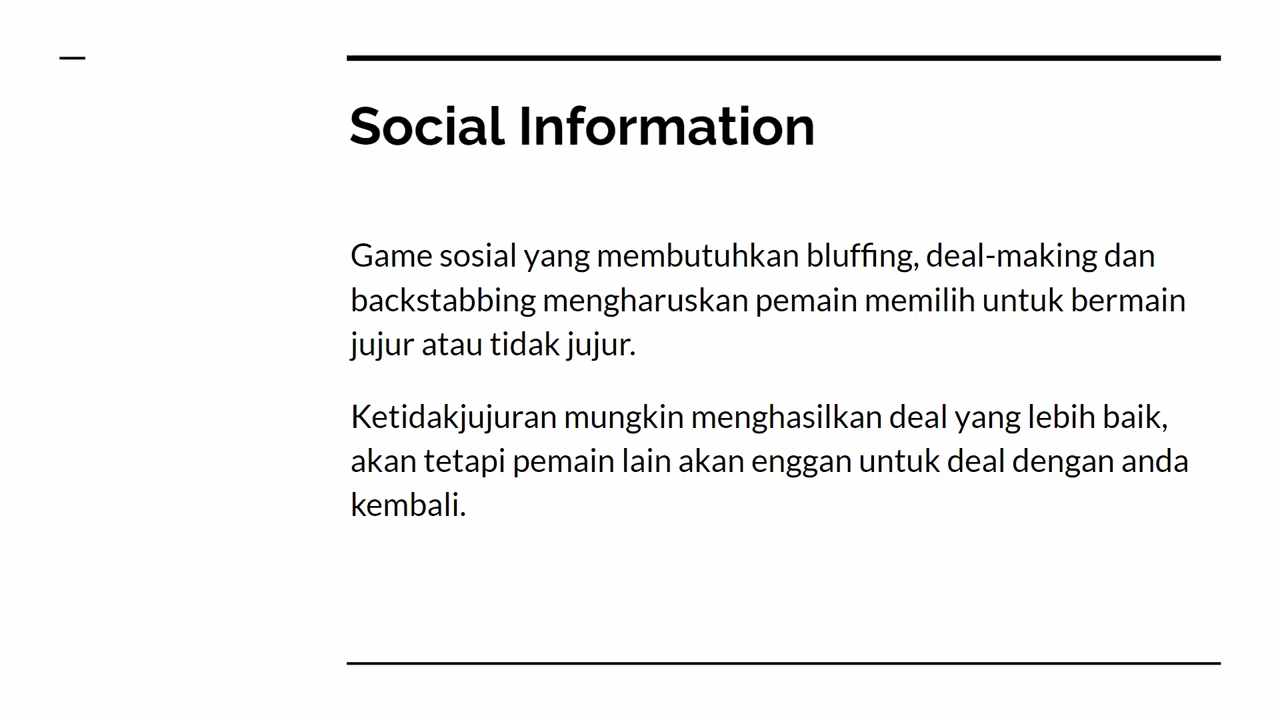 Social Information
Game sosial yang membutuhkan bluffing, deal-making dan
backstabbing mengharuskan pemain memilih untuk bermain
jujur atau tidak jujur.
Ketidakjujuran mungkin menghasilkan deal yang lebih baik,
akan tetapi pemain lain akan enggan untuk deal dengan anda
kembali.